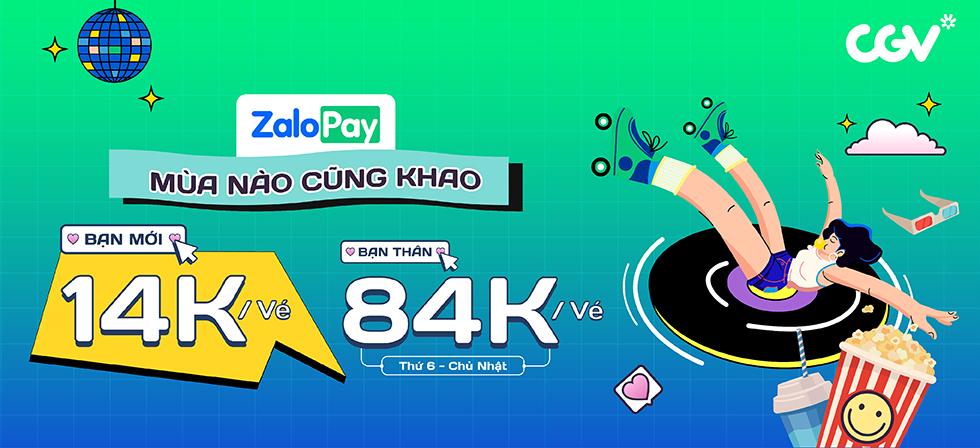 CGV*
ZaloPay
MÙA NÀO CŨNG KHAO
BẠN MỚI
14K/Vé
BẠN THÂN
84K/Vé
Thứ 6 - Chủ Nhật